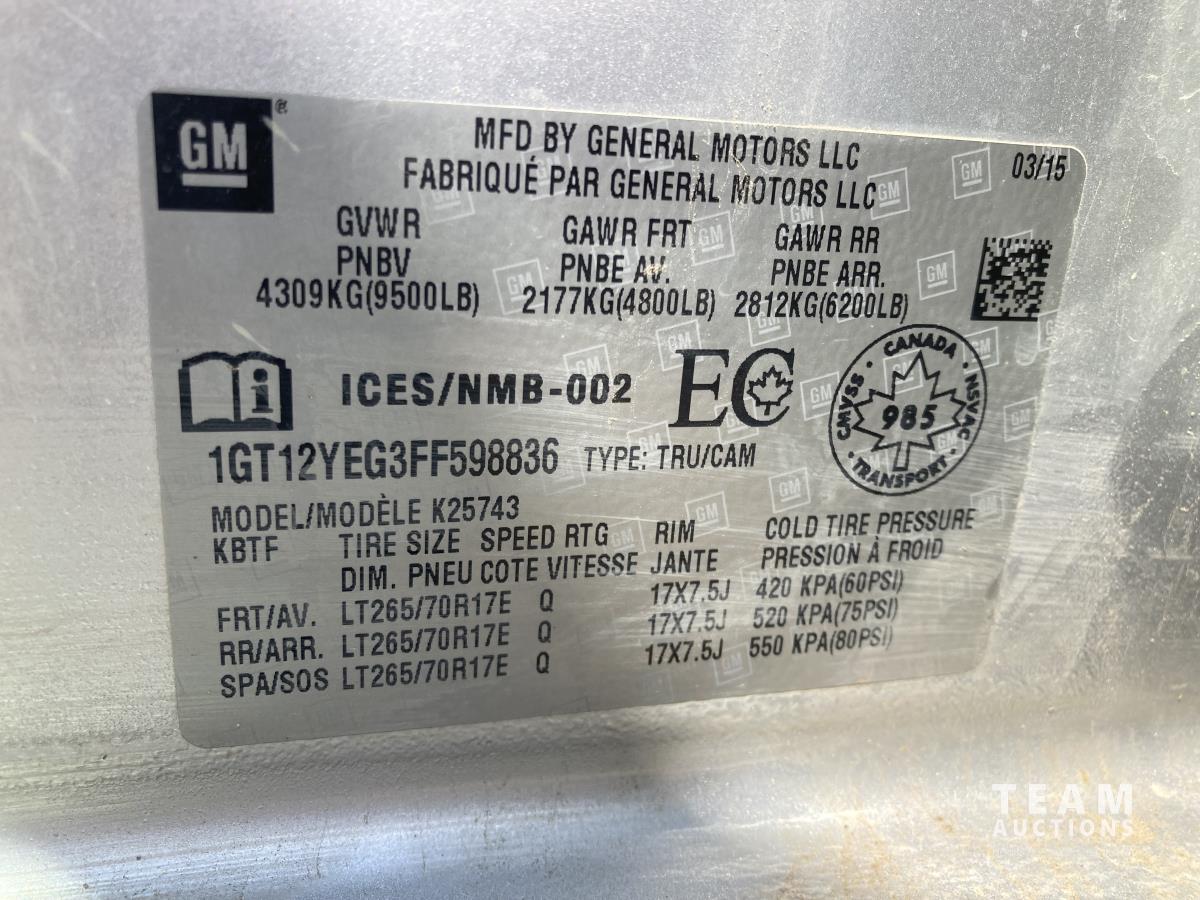 GM ®
MFD BY GENERAL MOTORS LLC
FABRIQUÉ PAR GENERAL MOTORS LLC
03/15
GVWR GAWR FRT GAWR RR
PNBV PNBE AV. PNBE ARR.
4309KG(9500LB) 2177KG(4800LB) 2812KG(6200LB)
ICES/NMB-002 EC
CANADA
CMVSS 985 NSVAC
TRANSPORT
1GT12YEG3FF598836 TYPE: TRU/CAM
MODEL/MODÈLE K25743
KBTF TIRE SIZE SPEED RTG RIM COLD TIRE PRESSURE
DIM. PNEU COTE VITESSE JANTE PRESSION À FROID
FRT/AV. LT265/70R17E Q 17X7.5J 420 KPA(60PSI)
RR/ARR. LT265/70R17E Q 17X7.5J 520 KPA(75PSI)
SPA/SOS LT265/70R17E Q 17X7.5J 550 KPA(80PSI)
TEAM
AUCTIONS